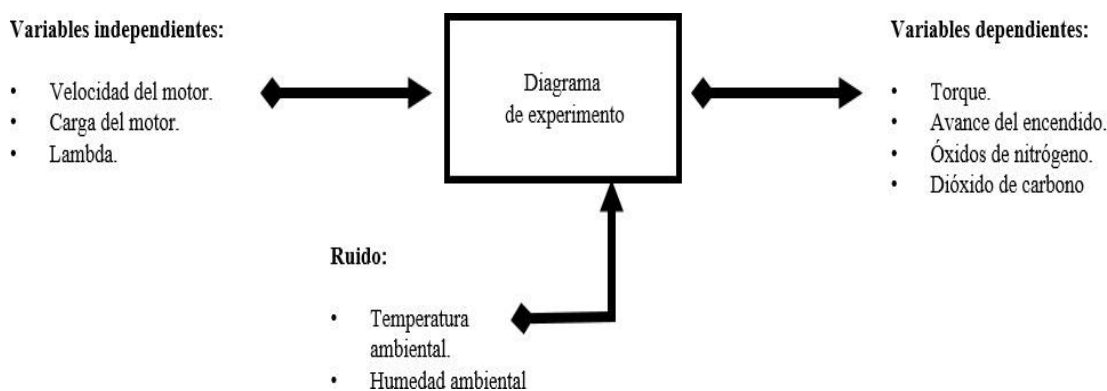 Variables independientes:
• Velocidad del motor.
• Carga del motor.
• Lambda.
Diagrama
de experimento
Variables dependientes:
• Torque.
• Avance del encendido.
• Óxidos de nitrógeno.
• Dióxido de carbono
Ruido:
• Temperatura
ambiental.
• Humedad ambiental